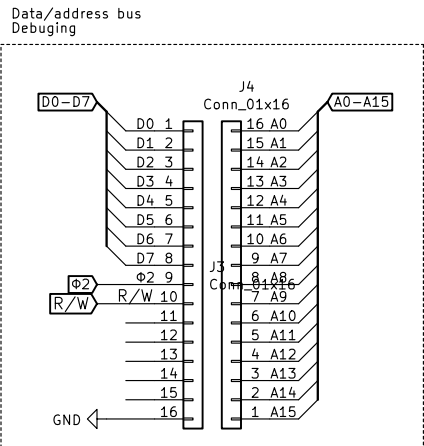 Data/address bus
Debuging
J4
Conn_01x16
D0-D7
A0-A15
D0 1
16 A0
D1 2
15 A1
D2 3
14 A2
D3 4
13 A3
D4 5
12 A4
D5 6
11 A5
D6 7
10 A6
D7 8
9 A7
J3
Φ2
Φ2 9
8 A8
Conn_01x16
R/W
R/W 10
7 A9
11
6 A10
12
5 A11
13
4 A12
14
3 A13
15
2 A14
GND
16
1 A15